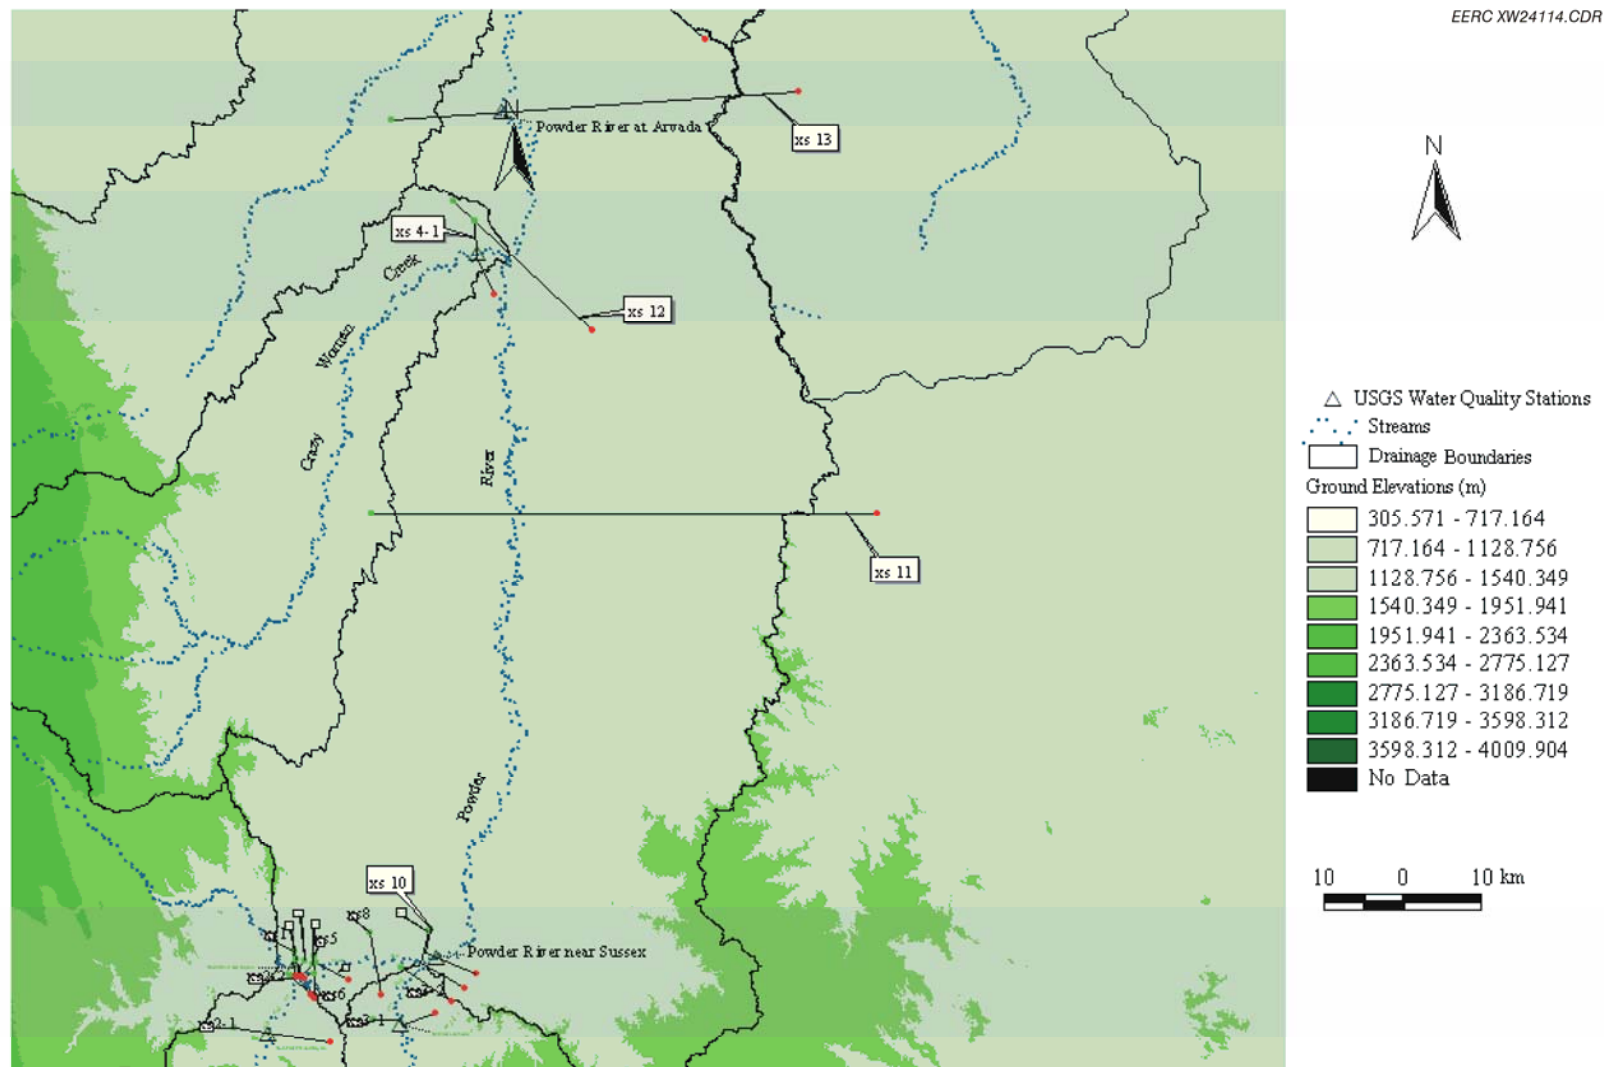 EERC XW24114.CDR
Powder River at Arvada
xs 13
N
xs 4-1
Creek
xs 12
Woman
Crazy
River
xs 11
Powder
xs 10
xs8
xs5
Powder River near Sussex
xs6
xs2-1
xs3-1
USGS Water Quality Stations
Streams
Drainage Boundaries
Ground Elevations (m)
305.571 - 717.164
717.164 - 1128.756
1128.756 - 1540.349
1540.349 - 1951.941
1951.941 - 2363.534
2363.534 - 2775.127
2775.127 - 3186.719
3186.719 - 3598.312
3598.312 - 4009.904
No Data
10 0 10 km